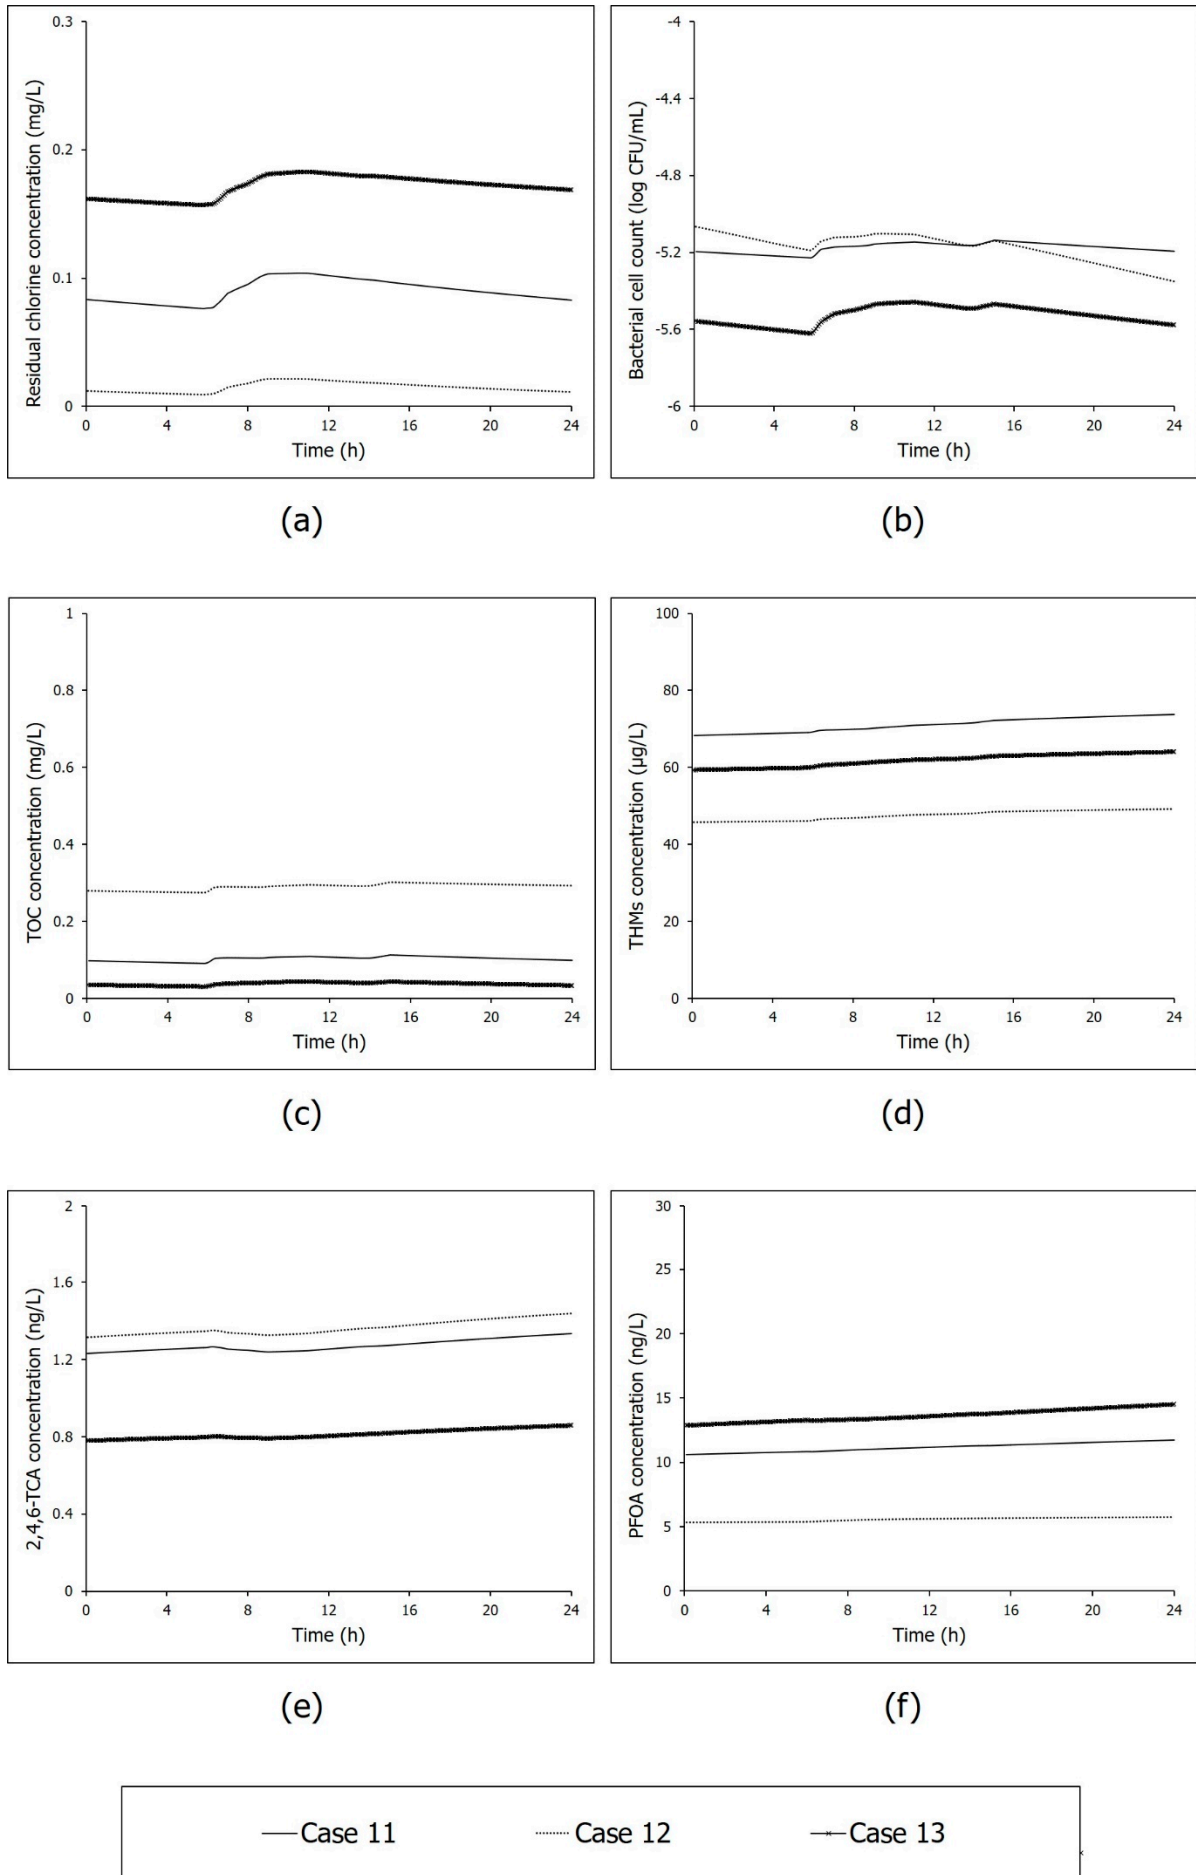 Residual chlorine concentration (mg/L)
0.3
0.2
0.1
0
0 4 8 12 16 20 24
Time (h)
(a)
Bacterial cell count (log CFU/mL)
-4
-4.4
-4.8
-5.2
-5.6
-6
0 4 8 12 16 20 24
Time (h)
(b)
TOC concentration (mg/L)
1
0.8
0.6
0.4
0.2
0
0 4 8 12 16 20 24
Time (h)
(c)
THMs concentration (µg/L)
100
80
60
40
20
0
0 4 8 12 16 20 24
Time (h)
(d)
2,4,6-TCA concentration (ng/L)
2
1.6
1.2
0.8
0.4
0
0 4 8 12 16 20 24
Time (h)
(e)
PFOA concentration (ng/L)
30
25
20
15
10
5
0
0 4 8 12 16 20 24
Time (h)
(f)
Case 11 Case 12 Case 13